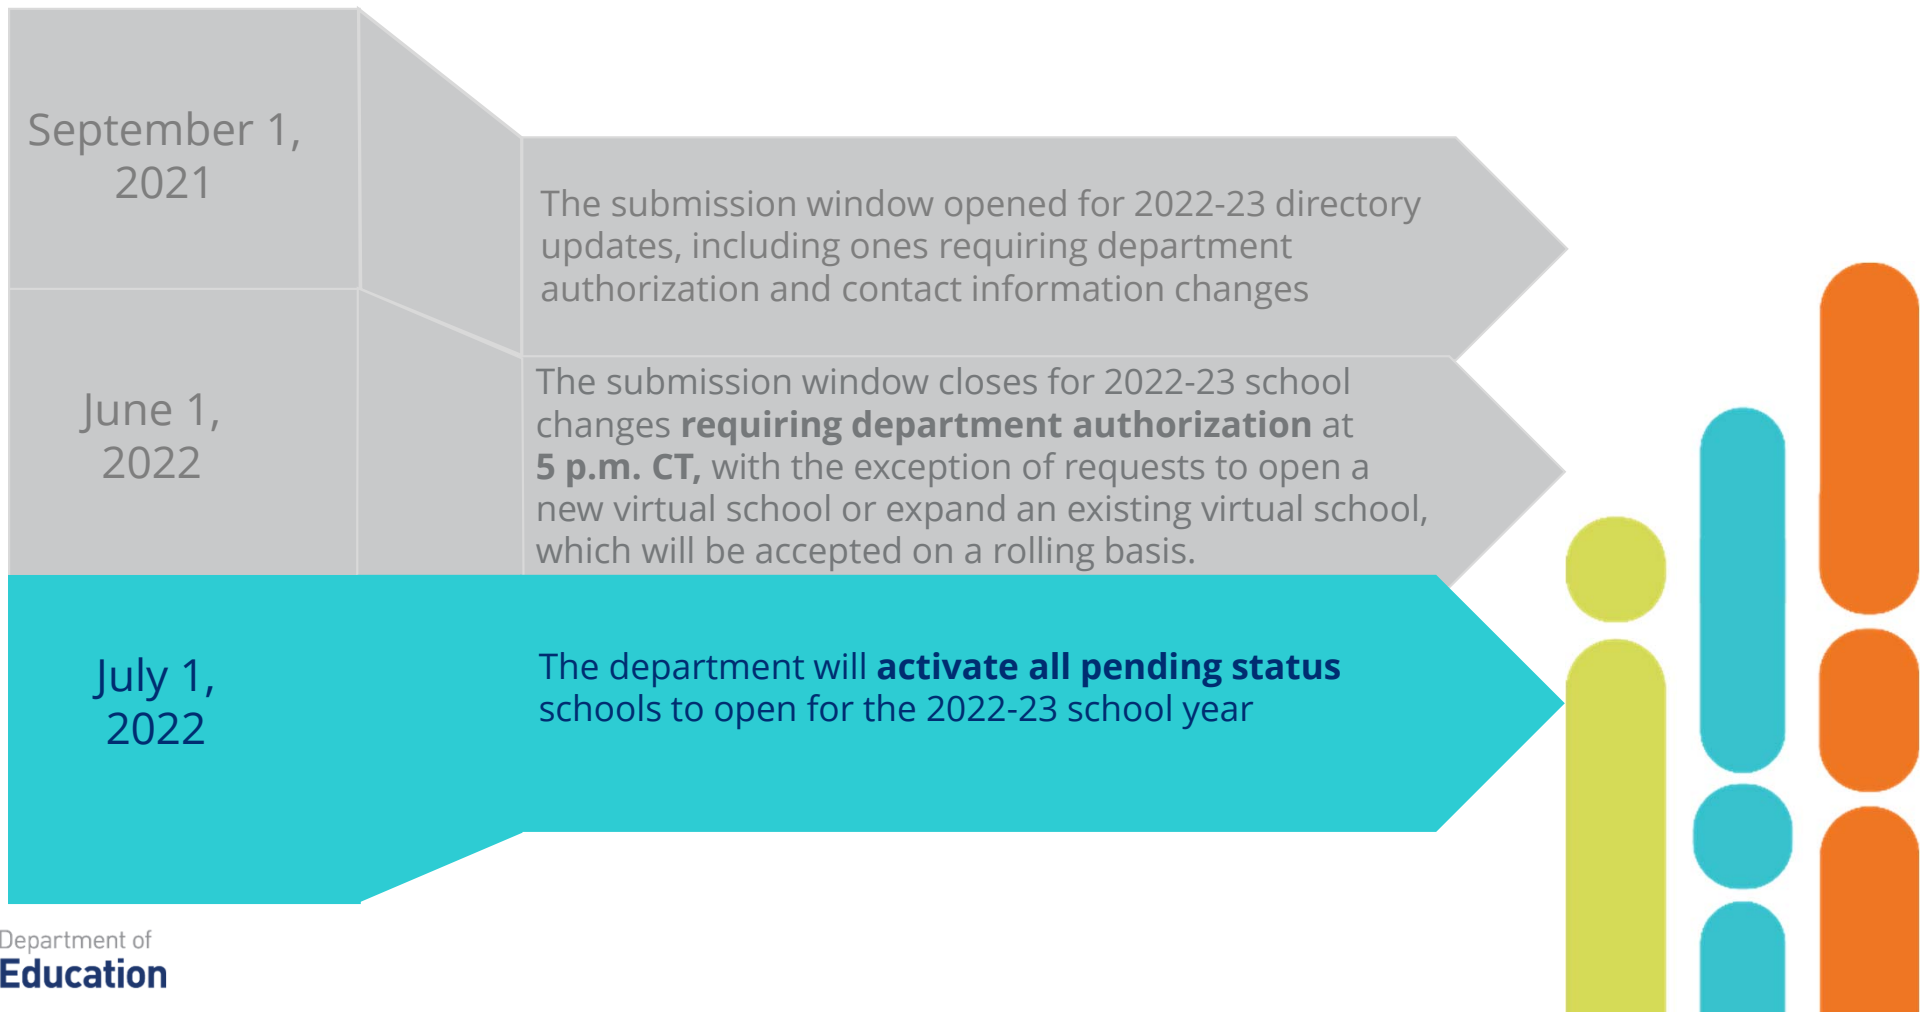 September 1,
2021
The submission window opened for 2022-23 directory
updates, including ones requiring department
authorization and contact information changes
June 1,
2022
The submission window closes for 2022-23 school
changes requiring department authorization at
5 p.m. CT, with the exception of requests to open a
new virtual school or expand an existing virtual school,
which will be accepted on a rolling basis.
July 1,
2022
The department will activate all pending status
schools to open for the 2022-23 school year
Department of
Education